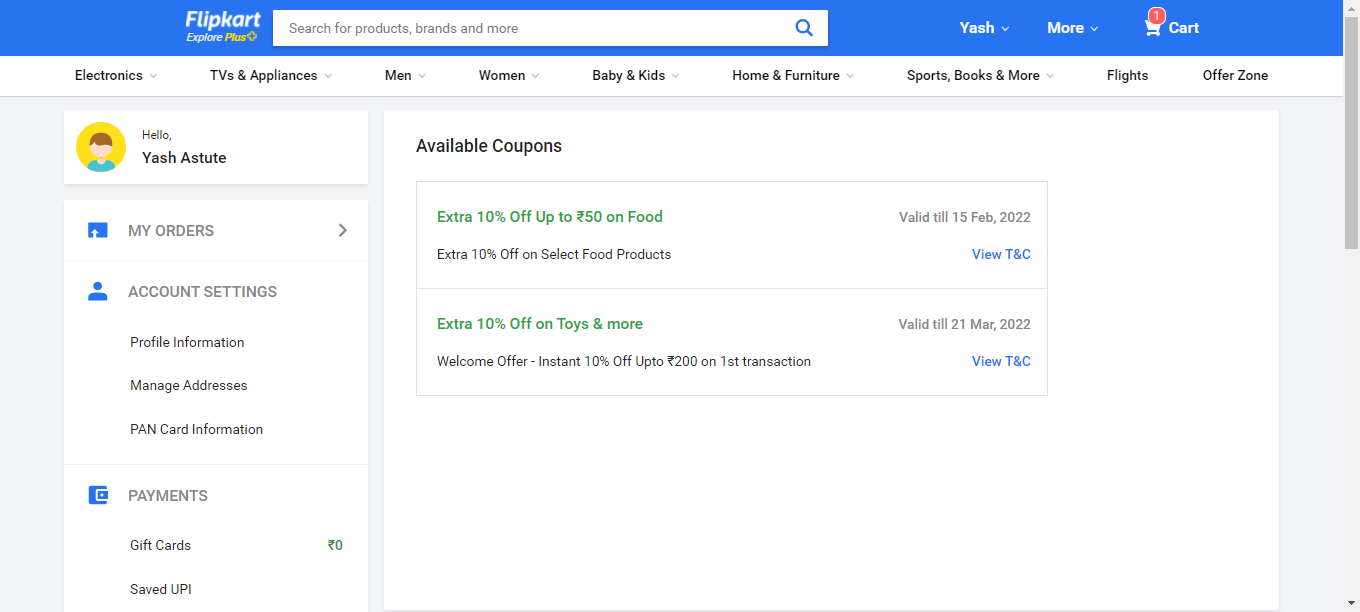 Flipkart
Explore Plus
Search for products, brands and more
Yash
More
1
Cart
Electronics
TVs & Appliances
Men
Women
Baby & Kids
Home & Furniture
Sports, Books & More
Flights
Offer Zone
Hello,
Yash Astute
MY ORDERS
ACCOUNT SETTINGS
Profile Information
Manage Addresses
PAN Card Information
PAYMENTS
Gift Cards ₹0
Saved UPI
Available Coupons
Extra 10% Off Up to ₹50 on Food
Valid till 15 Feb, 2022
Extra 10% Off on Select Food Products
View T&C
Extra 10% Off on Toys & more
Valid till 21 Mar, 2022
Welcome Offer - Instant 10% Off Upto ₹200 on 1st transaction
View T&C